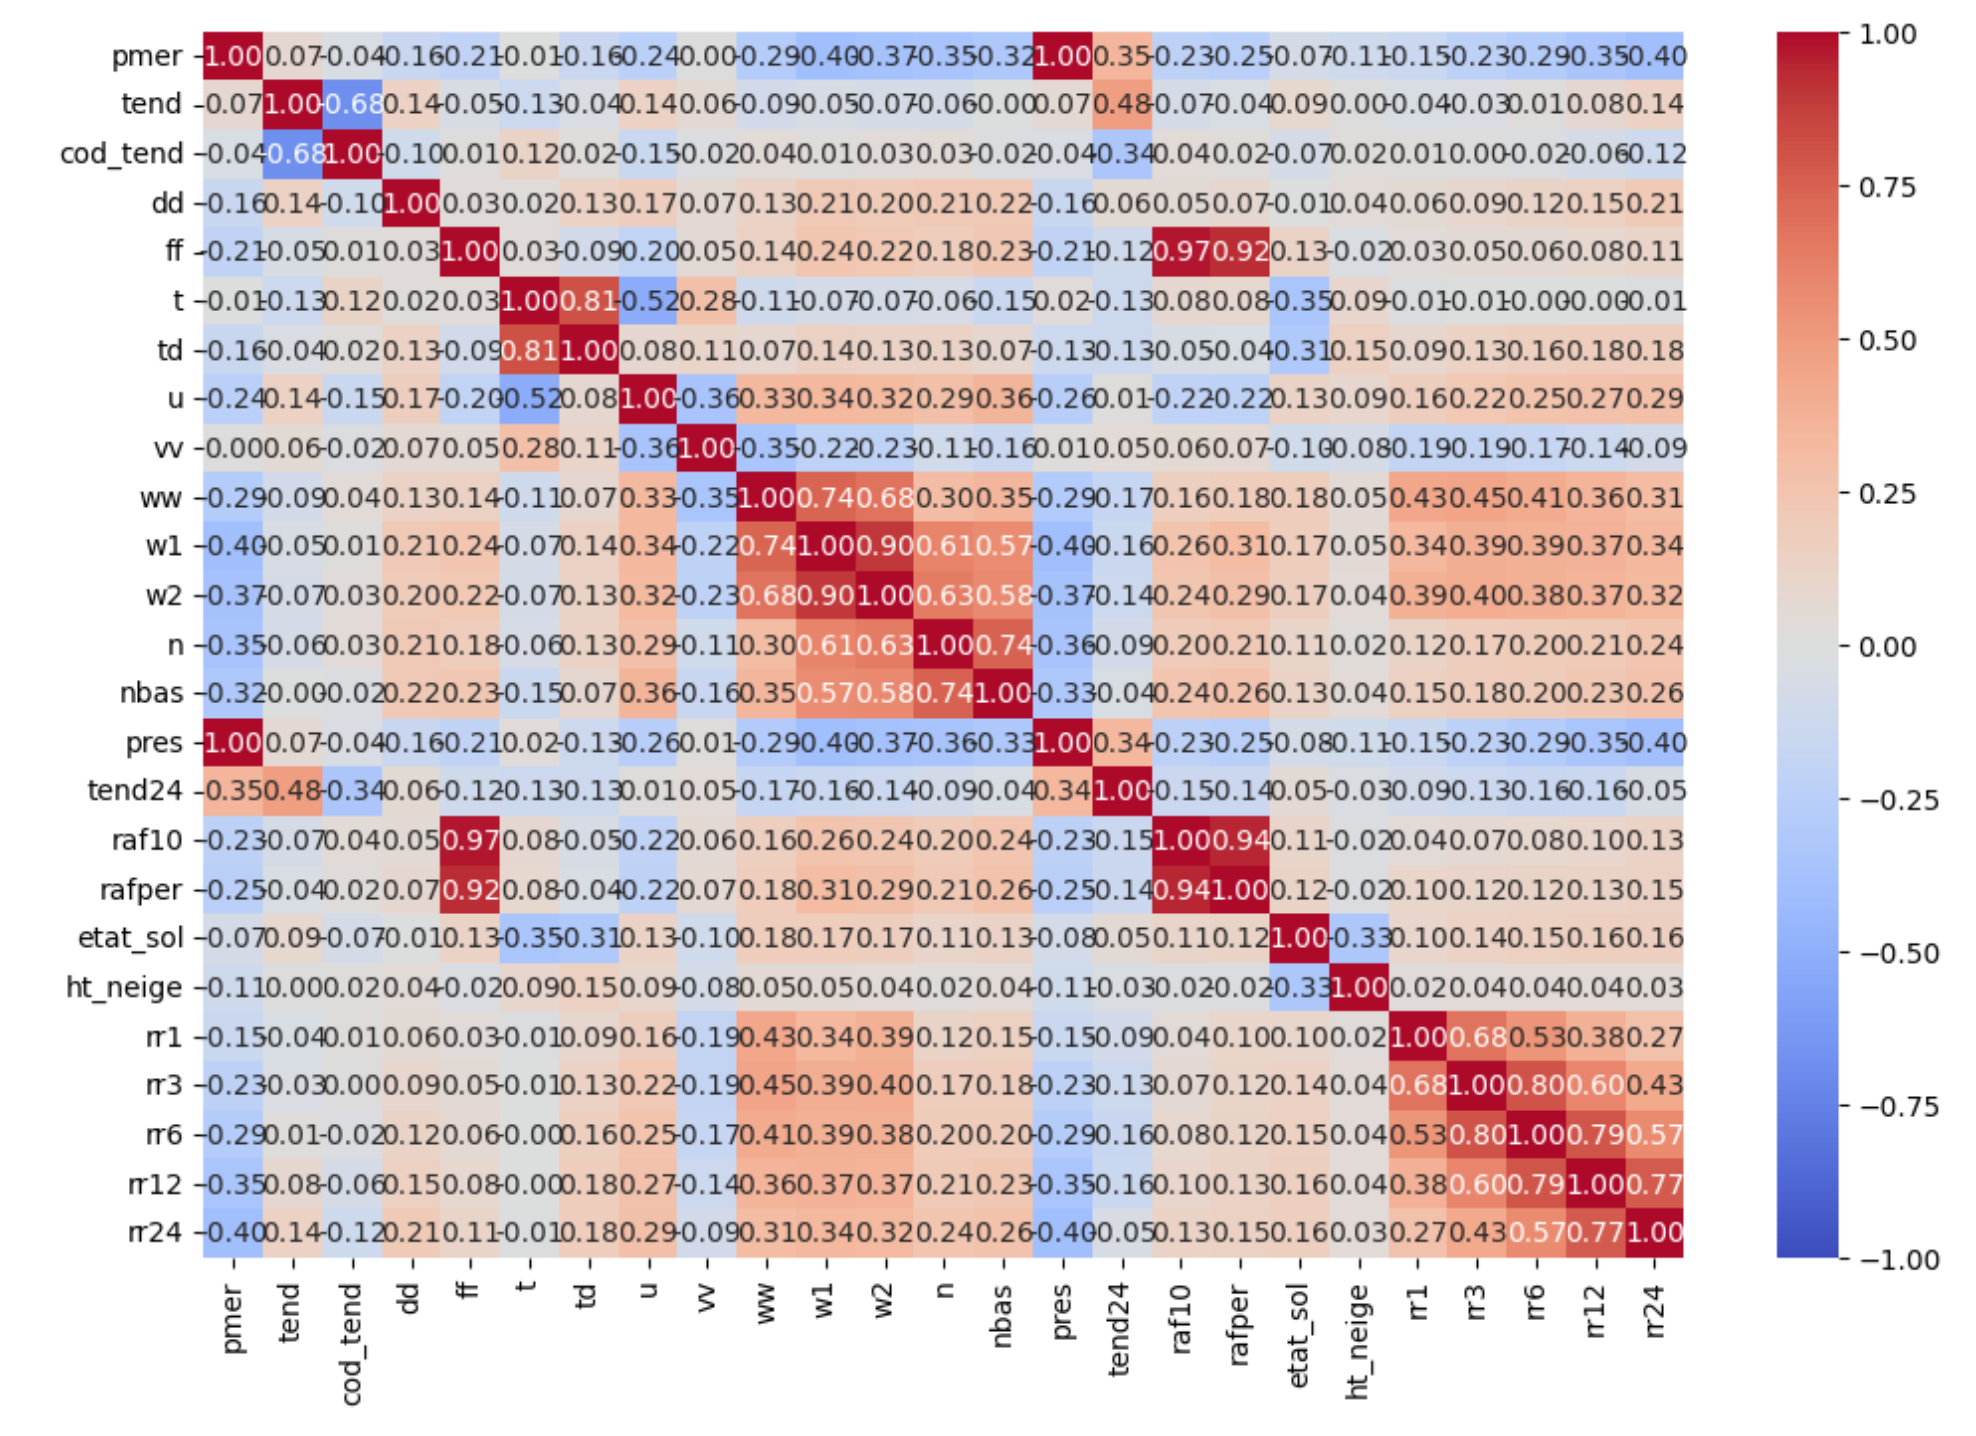 pmer 1.00 0.07 -0.04 -0.16 -0.21 -0.01 -0.16 -0.24 0.00 -0.29 -0.40 -0.37 -0.35 -0.32 1.00 0.35 -0.23 -0.25 -0.07 -0.11 -0.15 -0.23 -0.29 -0.35 -0.40
tend 0.07 1.00 -0.68 0.14 -0.05 -0.13 -0.04 0.14 0.06 -0.09 -0.05 -0.07 -0.06 -0.00 0.07 0.48 -0.07 -0.04 0.09 0.00 -0.04 -0.03 0.01 0.08 0.14
cod_tend -0.04 -0.68 1.00 -0.10 0.01 0.12 0.02 -0.15 -0.02 0.04 0.01 0.03 0.03 -0.02 -0.04 -0.34 0.04 0.02 -0.07 0.02 0.01 0.00 -0.02 -0.06 -0.12
dd -0.16 0.14 -0.10 1.00 0.03 0.02 0.13 0.17 0.07 0.13 0.21 0.20 0.21 0.22 -0.16 0.06 0.05 0.07 -0.01 0.04 0.06 0.09 0.12 0.15 0.21
ff -0.21 -0.05 0.01 0.03 1.00 0.03 -0.09 -0.20 0.05 0.14 0.24 0.22 0.18 0.23 -0.21 -0.12 0.97 0.92 0.13 -0.02 0.03 0.05 0.06 0.08 0.11
t -0.01 -0.13 0.12 0.02 0.03 1.00 0.81 -0.52 0.28 -0.11 -0.07 -0.07 -0.06 -0.15 0.02 -0.13 0.08 0.08 -0.35 0.09 -0.01 -0.01 -0.00 -0.00 -0.01
td -0.16 -0.04 0.02 0.13 -0.09 0.81 1.00 0.08 0.11 0.07 0.14 0.13 0.13 0.07 -0.13 -0.13 -0.05 -0.04 -0.31 0.15 0.09 0.13 0.16 0.18 0.18
u -0.24 0.14 -0.15 0.17 -0.20 -0.52 0.08 1.00 -0.36 0.33 0.34 0.32 0.29 0.36 -0.26 0.01 -0.22 -0.22 0.13 0.09 0.16 0.22 0.25 0.27 0.29
vv 0.00 0.06 -0.02 0.07 0.05 0.28 0.11 -0.36 1.00 -0.35 -0.22 -0.23 -0.11 -0.16 0.01 0.05 0.06 0.07 -0.10 -0.08 -0.19 -0.19 -0.17 -0.14 -0.09
ww -0.29 -0.09 0.04 0.13 0.14 -0.11 0.07 0.33 -0.35 1.00 0.74 0.68 0.30 0.35 -0.29 -0.17 0.16 0.18 0.18 0.05 0.43 0.45 0.41 0.36 0.31
w1 -0.40 -0.05 0.01 0.21 0.24 -0.07 0.14 0.34 -0.22 0.74 1.00 0.90 0.61 0.57 -0.40 -0.16 0.26 0.31 0.17 0.05 0.34 0.39 0.39 0.37 0.34
w2 -0.37 -0.07 0.03 0.20 0.22 -0.07 0.13 0.32 -0.23 0.68 0.90 1.00 0.63 0.58 -0.37 -0.14 0.24 0.29 0.17 0.04 0.39 0.40 0.38 0.37 0.32
n -0.35 -0.06 0.03 0.21 0.18 -0.06 0.13 0.29 -0.11 0.30 0.61 0.63 1.00 0.74 -0.36 -0.09 0.20 0.21 0.11 0.02 0.12 0.17 0.20 0.21 0.24
nbas -0.32 -0.00 -0.02 0.22 0.23 -0.15 0.07 0.36 -0.16 0.35 0.57 0.58 0.74 1.00 -0.33 -0.04 0.24 0.26 0.13 0.04 0.15 0.18 0.20 0.23 0.26
pres 1.00 0.07 -0.04 -0.16 -0.21 0.02 -0.13 -0.26 0.01 -0.29 -0.40 -0.37 -0.36 -0.33 1.00 0.34 -0.23 -0.25 -0.08 -0.11 -0.15 -0.23 -0.29 -0.35 -0.40
tend24 0.35 0.48 -0.34 0.06 -0.12 -0.13 -0.13 0.01 0.05 -0.17 -0.16 -0.14 -0.09 -0.04 0.34 1.00 -0.15 -0.14 0.05 -0.03 -0.09 -0.13 -0.16 -0.16 -0.05
raf10 -0.23 -0.07 0.04 0.05 0.97 0.08 -0.05 -0.22 0.06 0.16 0.26 0.24 0.20 0.24 -0.23 -0.15 1.00 0.94 0.11 -0.02 0.04 0.07 0.08 0.10 0.13
rafper -0.25 -0.04 0.02 0.07 0.92 0.08 -0.04 -0.22 0.07 0.18 0.31 0.29 0.21 0.26 -0.25 -0.14 0.94 1.00 0.12 -0.02 0.10 0.12 0.12 0.13 0.15
etat_sol -0.07 0.09 -0.07 -0.01 0.13 -0.35 -0.31 0.13 -0.10 0.18 0.17 0.17 0.11 0.13 -0.08 0.05 0.11 0.12 1.00 -0.33 0.10 0.14 0.15 0.16 0.16
ht_neige -0.11 0.00 0.02 0.04 -0.02 0.09 0.15 0.09 -0.08 0.05 0.05 0.04 0.02 0.04 -0.11 -0.03 -0.02 -0.02 -0.33 1.00 0.02 0.04 0.04 0.04 0.03
rr1 -0.15 -0.04 0.01 0.06 0.03 -0.01 0.09 0.16 -0.19 0.43 0.34 0.39 0.12 0.15 -0.15 -0.09 0.04 0.10 0.10 0.02 1.00 0.68 0.53 0.38 0.27
rr3 -0.23 -0.03 0.00 0.09 0.05 -0.01 0.13 0.22 -0.19 0.45 0.39 0.40 0.17 0.18 -0.23 -0.13 0.07 0.12 0.14 0.04 0.68 1.00 0.80 0.60 0.43
rr6 -0.29 0.01 -0.02 0.12 0.06 -0.00 0.16 0.25 -0.17 0.41 0.39 0.38 0.20 0.20 -0.29 -0.16 0.08 0.12 0.15 0.04 0.53 0.80 1.00 0.79 0.57
rr12 -0.35 0.08 -0.06 0.15 0.08 -0.00 0.18 0.27 -0.14 0.36 0.37 0.37 0.21 0.23 -0.35 -0.16 0.10 0.13 0.16 0.04 0.38 0.60 0.79 1.00 0.77
rr24 -0.40 0.14 -0.12 0.21 0.11 -0.01 0.18 0.29 -0.09 0.31 0.34 0.32 0.24 0.26 -0.40 -0.05 0.13 0.15 0.16 0.03 0.27 0.43 0.57 0.77 1.00
pmer tend cod_tend dd ff t td u vv ww w1 w2 n nbas pres tend24 raf10 rafper etat_sol ht_neige rr1 rr3 rr6 rr12 rr24
1.00
0.75
0.50
0.25
0.00
−0.25
−0.50
−0.75
−1.00